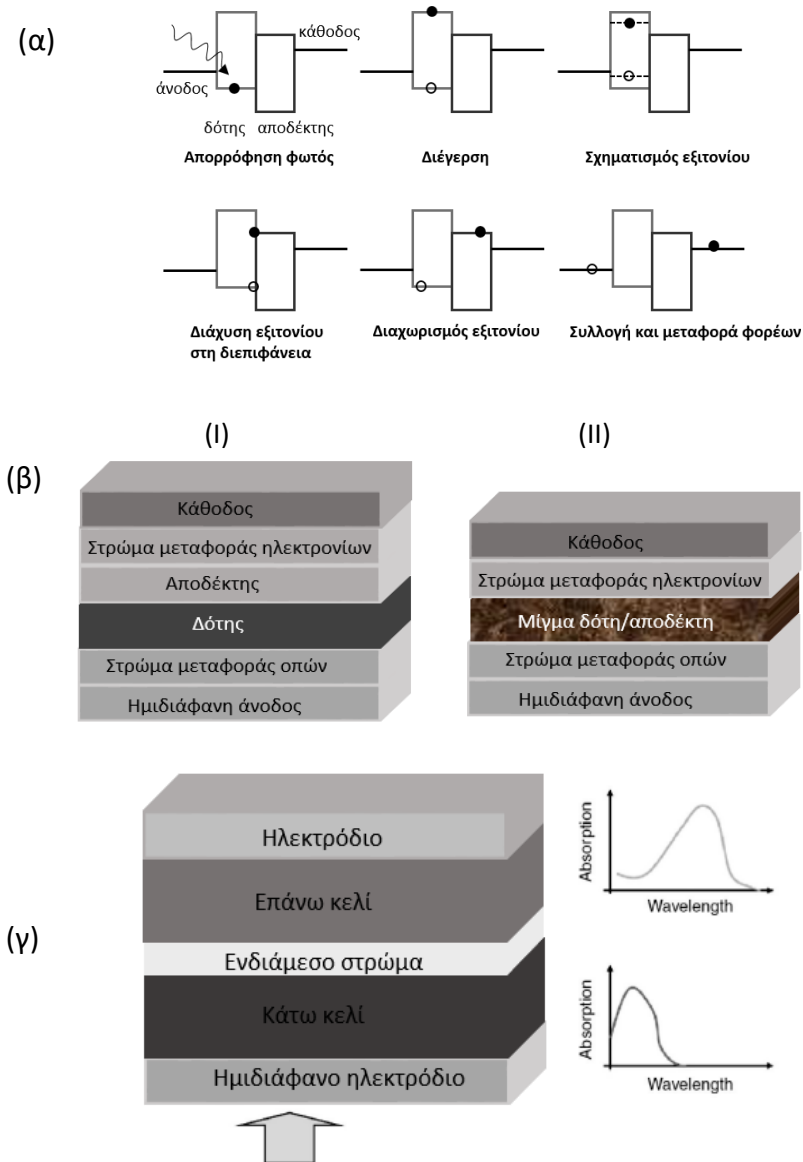 (α)
κάθοδος
άνοδος
δότης αποδέκτης
Απορρόφηση φωτός
Διέγερση
Σχηματισμός εξιτονίου
Διάχυση εξιτονίου
στη διεπιφάνεια
Διαχωρισμός εξιτονίου
Συλλογή και μεταφορά φορέων
(β)
(I)
Κάθοδος
Στρώμα μεταφοράς ηλεκτρονίων
Αποδέκτης
Δότης
Στρώμα μεταφοράς οπών
Ημιδιάφανη άνοδος
(II)
Κάθοδος
Στρώμα μεταφοράς ηλεκτρονίων
Μίγμα δότη/αποδέκτη
Στρώμα μεταφοράς οπών
Ημιδιάφανη άνοδος
(γ)
Ηλεκτρόδιο
Επάνω κελί
Ενδιάμεσο στρώμα
Κάτω κελί
Ημιδιάφανο ηλεκτρόδιο
Absorption
Wavelength
Absorption
Wavelength